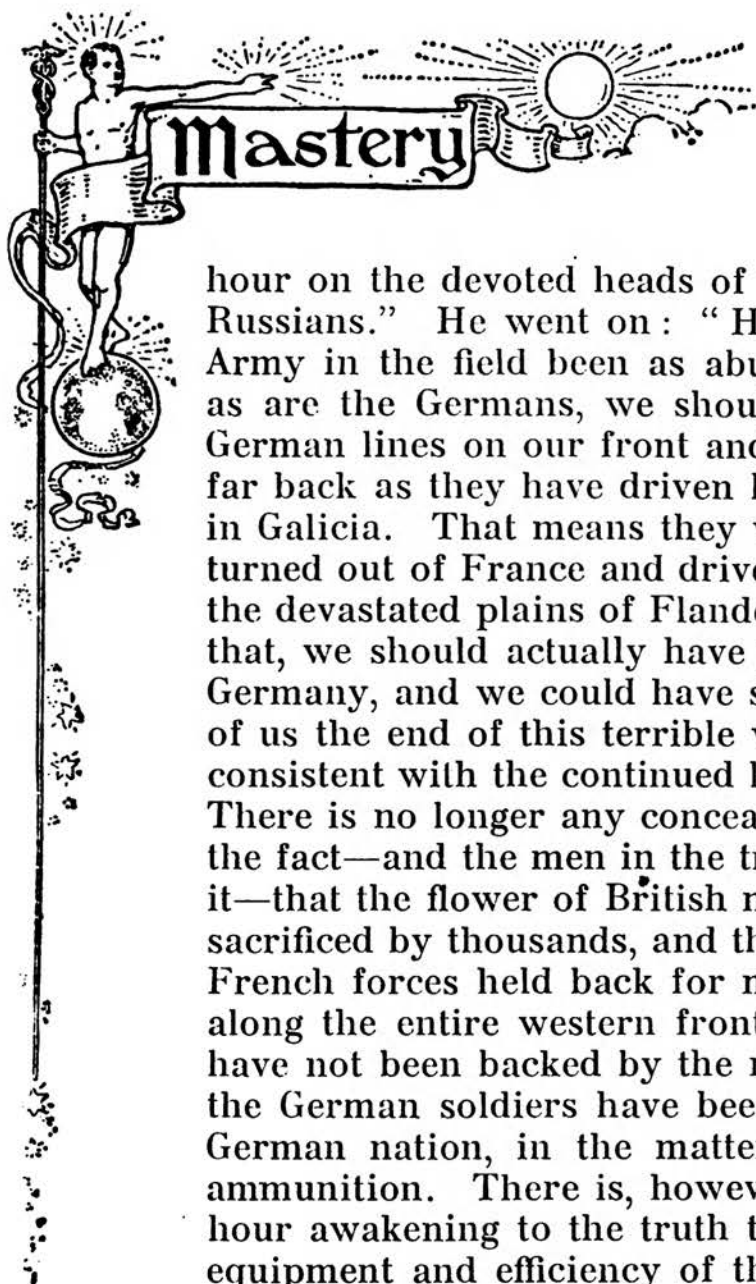 Mastery
hour on the devoted heads of
Russians.” He went on : “ H
Army in the field been as abu
as are the Germans, we shou
German lines on our front and
far back as they have driven
in Galicia. That means they
turned out of France and drive
the devastated plains of Flande
that, we should actually have
Germany, and we could have s
of us the end of this terrible
consistent with the continued
There is no longer any concea
the fact—and the men in the tr
it—that the flower of British
sacrificed by thousands, and th
French forces held back for
along the entire western front
have not been backed by the
the German soldiers have bee
German nation, in the matte
ammunition. There is, howev
hour awakening to the truth t
equipment and efficiency of th